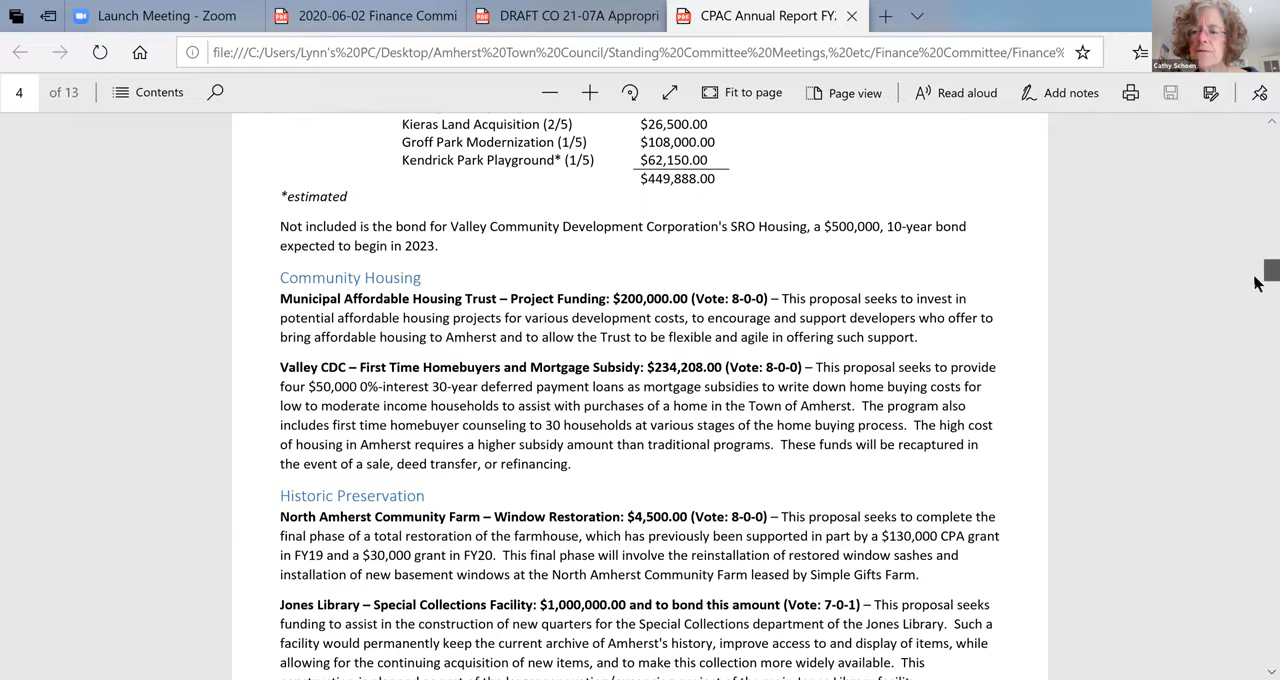 Launch Meeting - Zoom
2020-06-02 Finance Commi
DRAFT CO 21-07A Appropri
CPAC Annual Report FY
file:///C:/Users/Lynn's%20PC/Desktop/Amherst%20Town%20Council/Standing%20Committee%20Meetings,%20etc/Finance%20Committee/Finance%
Cathy Schoen
4 of 13
Contents
Fit to page
Page view
Read aloud
Add notes
Kieras Land Acquisition (2/5) $26,500.00
Groff Park Modernization (1/5) $108,000.00
Kendrick Park Playground* (1/5) $62,150.00
$449,888.00
*estimated
Not included is the bond for Valley Community Development Corporation's SRO Housing, a $500,000, 10-year bond
expected to begin in 2023.
Community Housing
Municipal Affordable Housing Trust – Project Funding: $200,000.00 (Vote: 8-0-0) – This proposal seeks to invest in
potential affordable housing projects for various development costs, to encourage and support developers who offer to
bring affordable housing to Amherst and to allow the Trust to be flexible and agile in offering such support.
Valley CDC – First Time Homebuyers and Mortgage Subsidy: $234,208.00 (Vote: 8-0-0) – This proposal seeks to provide
four $50,000 0%-interest 30-year deferred payment loans as mortgage subsidies to write down home buying costs for
low to moderate income households to assist with purchases of a home in the Town of Amherst. The program also
includes first time homebuyer counseling to 30 households at various stages of the home buying process. The high cost
of housing in Amherst requires a higher subsidy amount than traditional programs. These funds will be recaptured in
the event of a sale, deed transfer, or refinancing.
Historic Preservation
North Amherst Community Farm – Window Restoration: $4,500.00 (Vote: 8-0-0) – This proposal seeks to complete the
final phase of a total restoration of the farmhouse, which has previously been supported in part by a $130,000 CPA grant
in FY19 and a $30,000 grant in FY20. This final phase will involve the reinstallation of restored window sashes and
installation of new basement windows at the North Amherst Community Farm leased by Simple Gifts Farm.
Jones Library – Special Collections Facility: $1,000,000.00 and to bond this amount (Vote: 7-0-1) – This proposal seeks
funding to assist in the construction of new quarters for the Special Collections department of the Jones Library. Such a
facility would permanently keep the current archive of Amherst's history, improve access to and display of items, while
allowing for the continuing acquisition of new items, and to make this collection more widely available. This